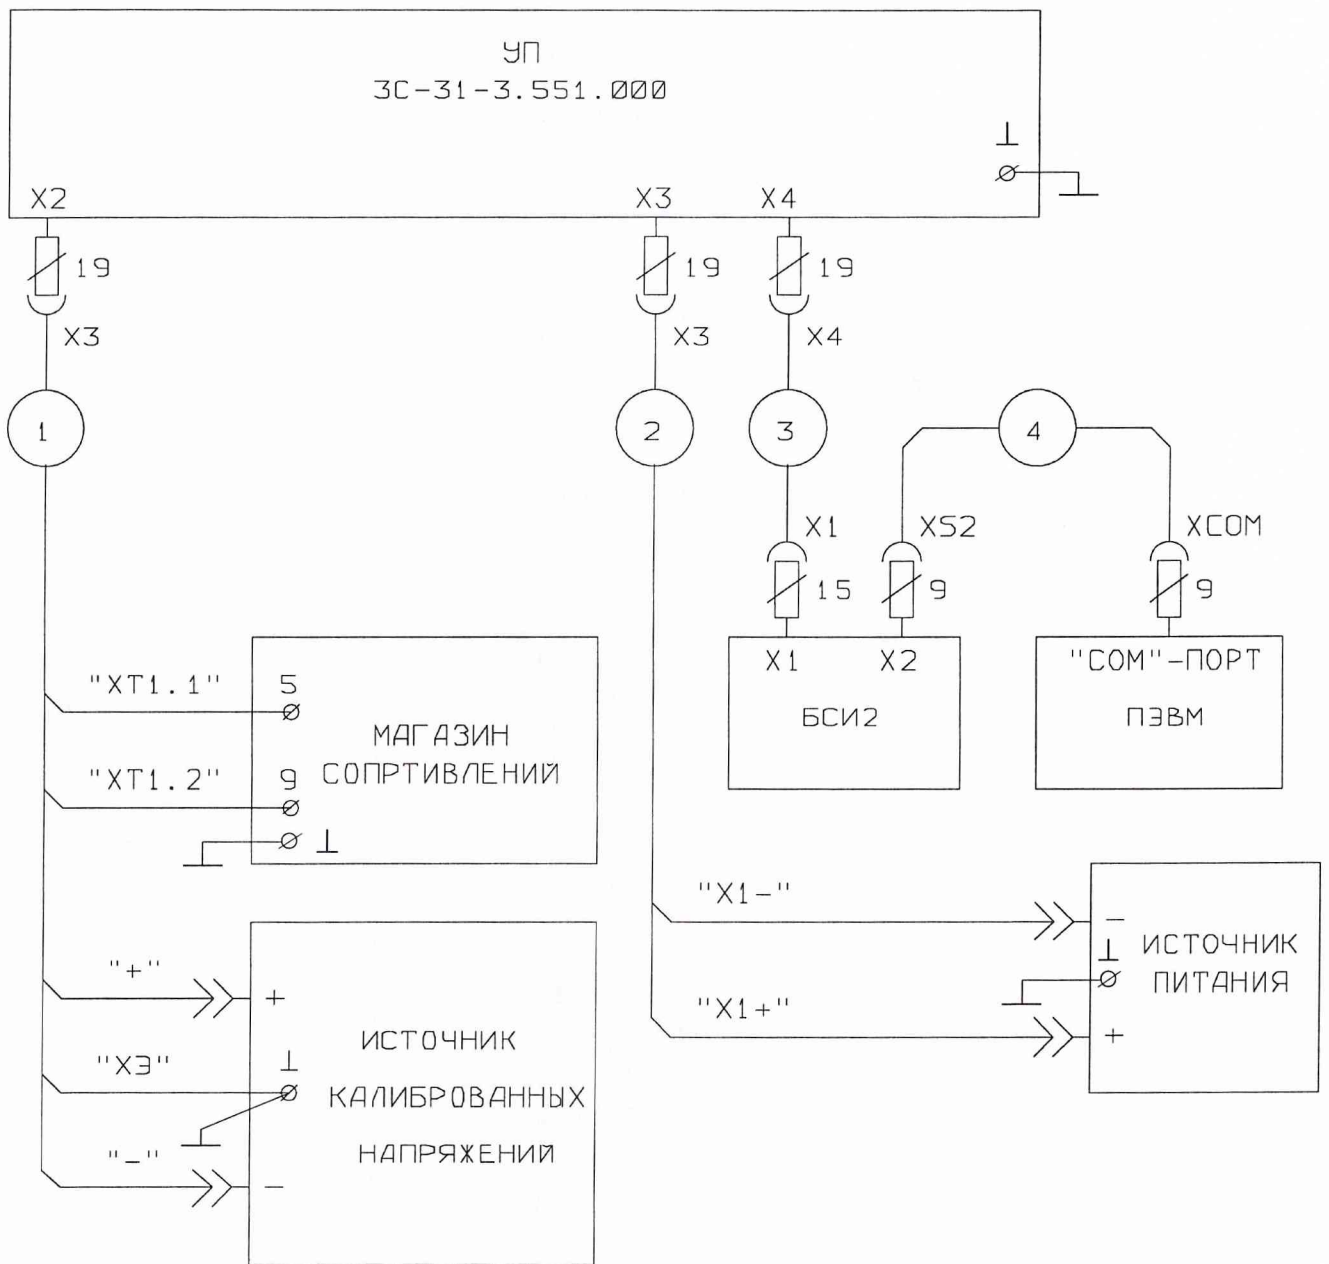 УП
3С-31-3.551.000
⊥
X2
X3
X4
19
19
19
X3
X3
X4
1
2
3
4
X1
XS2
XCOM
15
9
9
X1
X2
"COM"-ПОРТ
БСИ2
ПЭВМ
"XT1.1"
5
МАГАЗИН
СОПРТИВЛЕНИЙ
"XT1.2"
9
⊥
"X1-"
-
⊥
ИСТОЧНИК
ПИТАНИЯ
"X1+"
+
"+"
+
ИСТОЧНИК
"ХЭ"
⊥
КАЛИБРОВАННЫХ
НАПРЯЖЕНИЙ
"-"
-